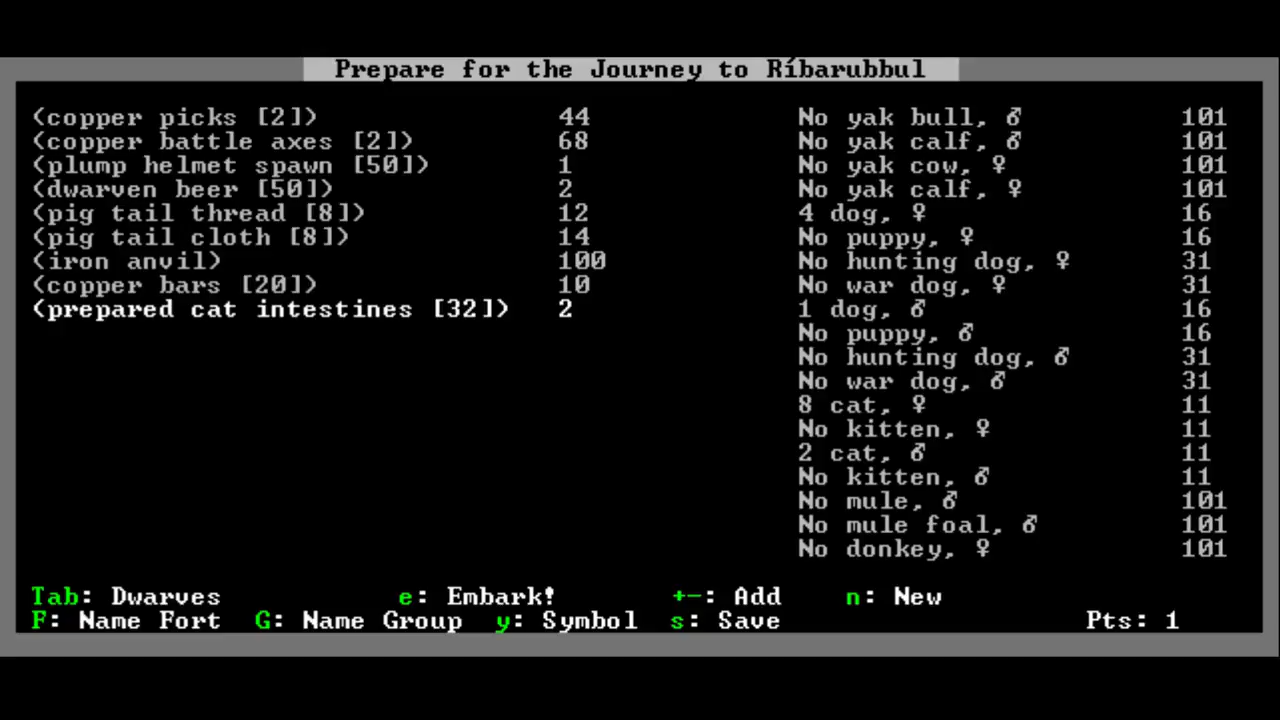 Prepare for the Journey to Ríbarubbul
(copper picks [2]) 44 No yak bull, ♂ 101
(copper battle axes [2]) 68 No yak calf, ♂ 101
(plump helmet spawn [50]) 1 No yak cow, ♀ 101
(dwarven beer [50]) 2 No yak calf, ♀ 101
(pig tail thread [8]) 12 4 dog, ♀ 16
(pig tail cloth [8]) 14 No puppy, ♀ 16
(iron anvil) 100 No hunting dog, ♀ 31
(copper bars [20]) 10 No war dog, ♀ 31
(prepared cat intestines [32]) 2 1 dog, ♂ 16
No puppy, ♂ 16
No hunting dog, ♂ 31
No war dog, ♂ 31
8 cat, ♀ 11
No kitten, ♀ 11
2 cat, ♂ 11
No kitten, ♂ 11
No mule, ♂ 101
No mule foal, ♂ 101
No donkey, ♀ 101
Tab: Dwarves e: Embark! +-: Add n: New
F: Name Fort G: Name Group y: Symbol s: Save Pts: 1